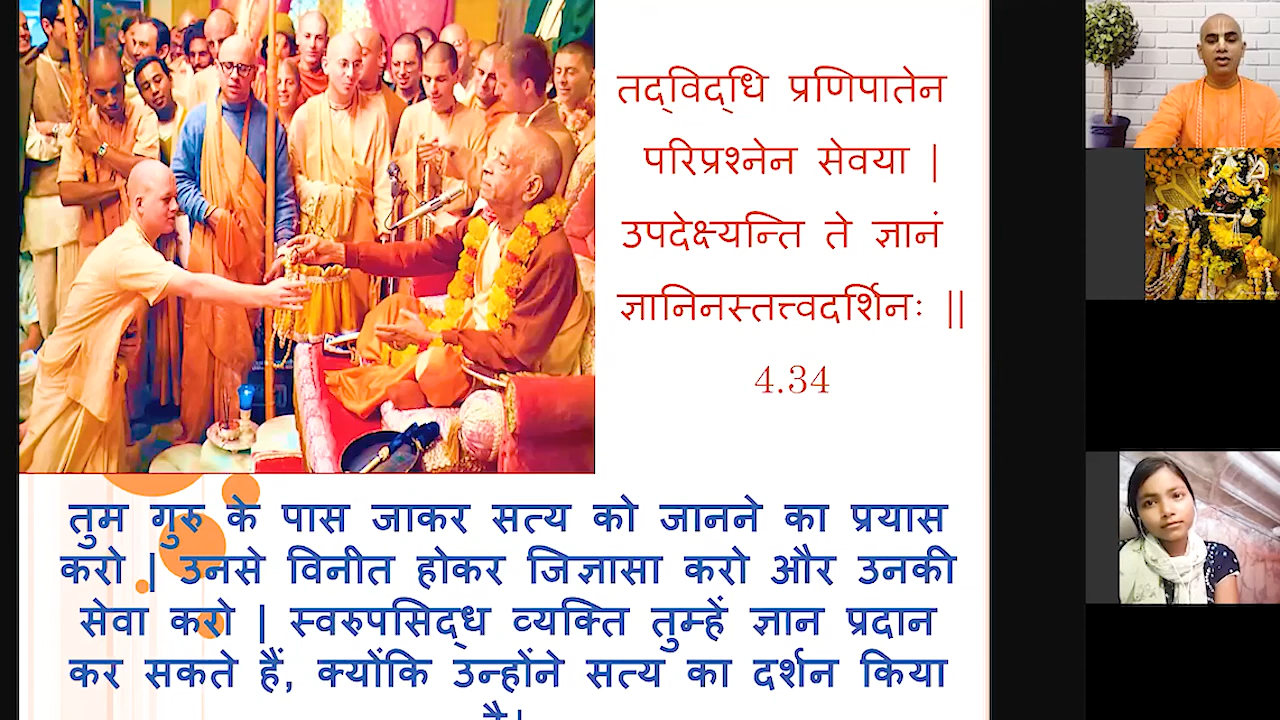 तद्‌विद्‌धि प्रणिपातेन
परिप्रश्नेन सेवया |
उपदेक्ष्यन्ति ते ज्ञानं
ज्ञानिनस्तत्त्वदर्शिनः ||
4.34
तुम गुरु के पास जाकर सत्य को जानने का प्रयास
करो | उनसे विनीत होकर जिज्ञासा करो और उनकी
सेवा करो | स्वरुपसिद्‌ध व्यक्ति तुम्हें ज्ञान प्रदान
कर सकते हैं, क्योंकि उन्होंने सत्य का दर्शन किया
है|